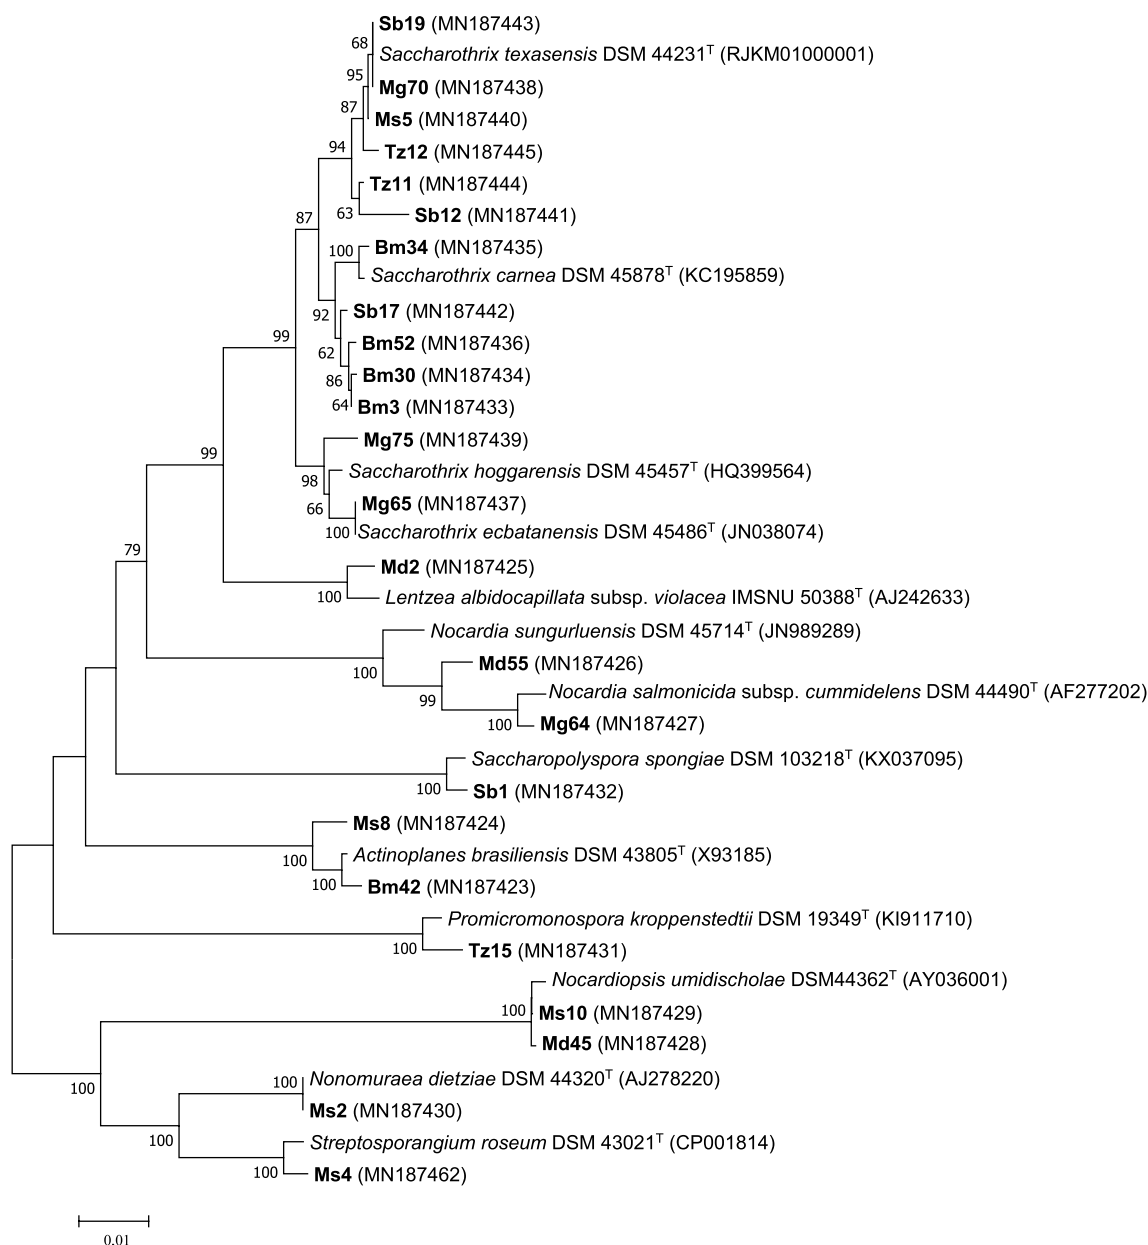 Sb19 (MN187443)
68
Saccharothrix texasensis DSM 44231T (RJKM01000001)
95
Mg70 (MN187438)
87
Ms5 (MN187440)
94
Tz12 (MN187445)
Tz11 (MN187444)
63
Sb12 (MN187441)
87
100
Bm34 (MN187435)
Saccharothrix carnea DSM 45878T (KC195859)
92
Sb17 (MN187442)
99
62
Bm52 (MN187436)
86
Bm30 (MN187434)
64
Bm3 (MN187433)
Mg75 (MN187439)
99
98
Saccharothrix hoggarensis DSM 45457T (HQ399564)
66
Mg65 (MN187437)
100
Saccharothrix ecbatanensis DSM 45486T (JN038074)
79
Md2 (MN187425)
100
Lentzea albidocapillata subsp. violacea IMSNU 50388T (AJ242633)
Nocardia sungurluensis DSM 45714T (JN989289)
100
Md55 (MN187426)
99
Nocardia salmonicida subsp. cummidelens DSM 44490T (AF277202)
100
Mg64 (MN187427)
Saccharopolyspora spongiae DSM 103218T (KX037095)
100
Sb1 (MN187432)
Ms8 (MN187424)
100
Actinoplanes brasiliensis DSM 43805T (X93185)
100
Bm42 (MN187423)
Promicromonospora kroppenstedtii DSM 19349T (KI911710)
100
Tz15 (MN187431)
Nocardiopsis umidischolae DSM44362T (AY036001)
100
Ms10 (MN187429)
Md45 (MN187428)
100
100
Nonomuraea dietziae DSM 44320T (AJ278220)
Ms2 (MN187430)
100
Streptosporangium roseum DSM 43021T (CP001814)
100
Ms4 (MN187462)
0.01